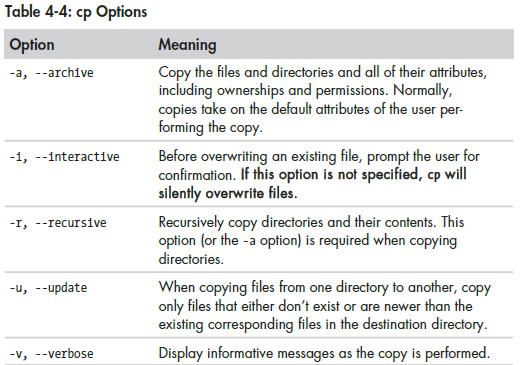 Table 4-4: cp Options
Option Meaning
-a, --archive Copy the files and directories and all of their attributes,
including ownerships and permissions. Normally,
copies take on the default attributes of the user per-
forming the copy.
-i, --interactive Before overwriting an existing file, prompt the user for
confirmation. If this option is not specified, cp will
silently overwrite files.
-r, --recursive Recursively copy directories and their contents. This
option (or the -a option) is required when copying
directories.
-u, --update When copying files from one directory to another, copy
only files that either don't exist or are newer than the
existing corresponding files in the destination directory.
-v, --verbose Display informative messages as the copy is performed.